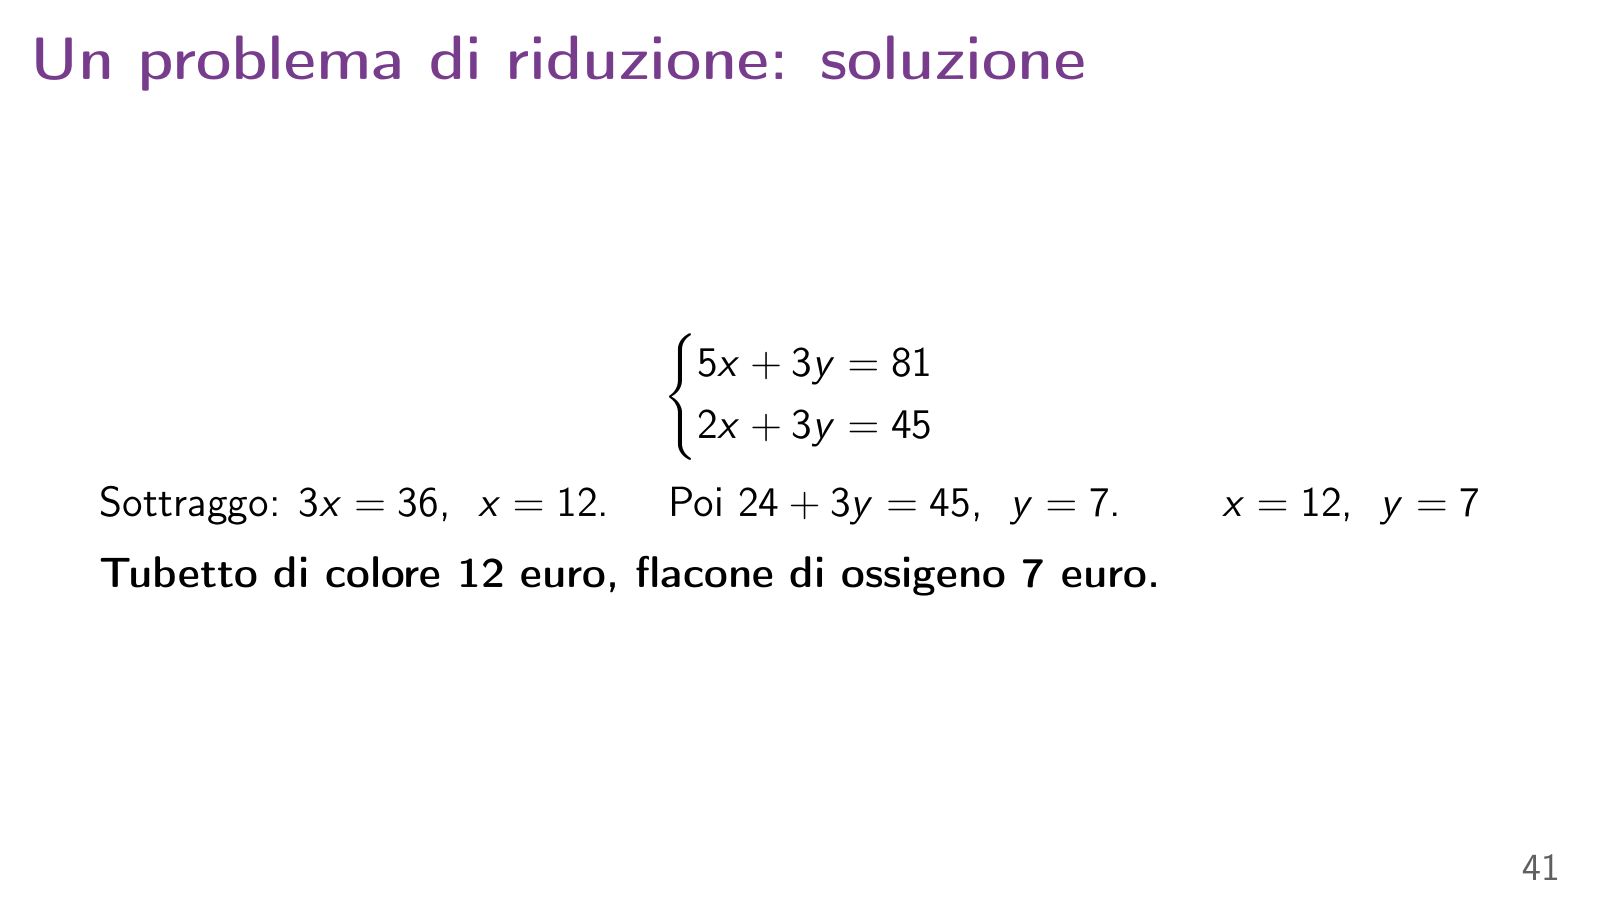 Un problema di riduzione: soluzione
5x + 3y = 81
2x + 3y = 45
Sottraggo: 3x = 36, x = 12. Poi 24 + 3y = 45, y = 7. x = 12, y = 7
Tubetto di colore 12 euro, flacone di ossigeno 7 euro.
41